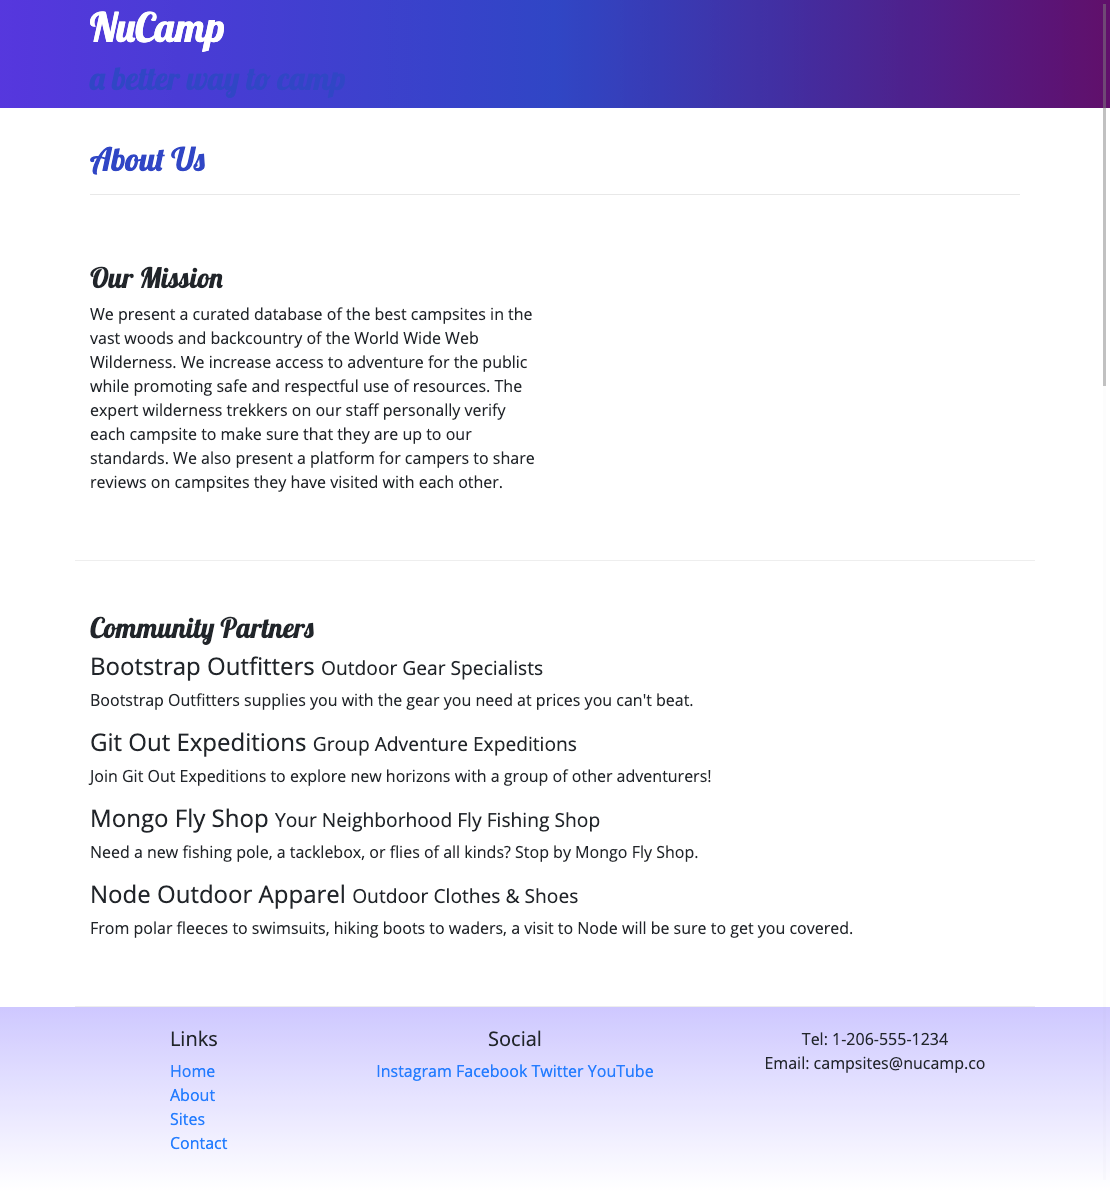 NuCamp
a better way to camp
About Us
Our Mission
We present a curated database of the best campsites in the
vast woods and backcountry of the World Wide Web
Wilderness. We increase access to adventure for the public
while promoting safe and respectful use of resources. The
expert wilderness trekkers on our staff personally verify
each campsite to make sure that they are up to our
standards. We also present a platform for campers to share
reviews on campsites they have visited with each other.
Community Partners
Bootstrap Outfitters Outdoor Gear Specialists
Bootstrap Outfitters supplies you with the gear you need at prices you can't beat.
Git Out Expeditions Group Adventure Expeditions
Join Git Out Expeditions to explore new horizons with a group of other adventurers!
Mongo Fly Shop Your Neighborhood Fly Fishing Shop
Need a new fishing pole, a tacklebox, or flies of all kinds? Stop by Mongo Fly Shop.
Node Outdoor Apparel Outdoor Clothes & Shoes
From polar fleeces to swimsuits, hiking boots to waders, a visit to Node will be sure to get you covered.
Links
Home
About
Sites
Contact
Social
Instagram Facebook Twitter YouTube
Tel: 1-206-555-1234
Email: campsites@nucamp.co